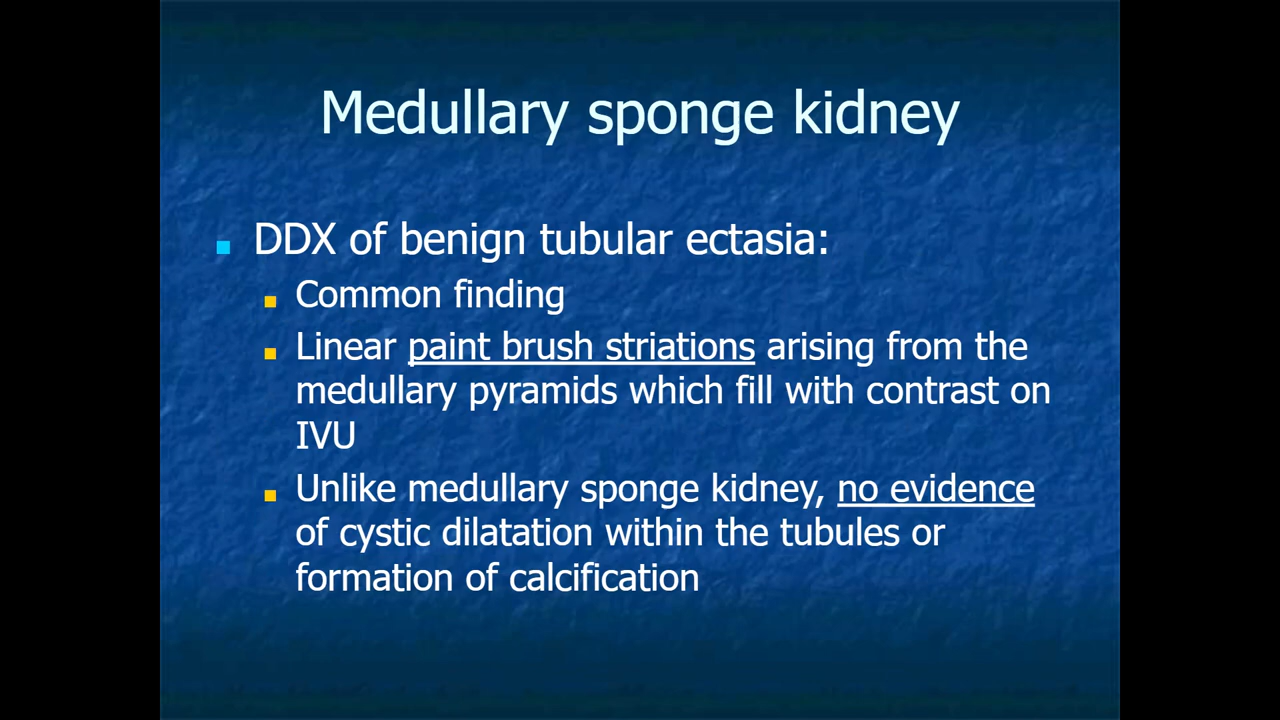 Medullary sponge kidney
DDX of benign tubular ectasia:
Common finding
Linear paint brush striations arising from the
medullary pyramids which fill with contrast on
IVU
Unlike medullary sponge kidney, no evidence
of cystic dilatation within the tubules or
formation of calcification